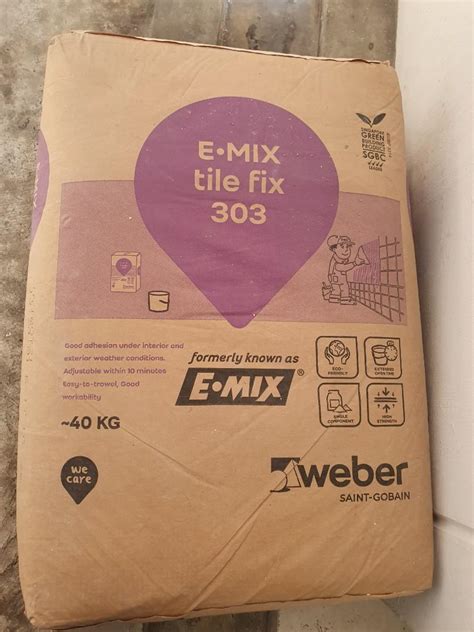 E•MIX
tile fix
303
SINGAPORE
GREEN
BUILDING
PRODUCT
SGBC
LEADER
Good adhesion under interior and
exterior weather conditions.
Adjustable within 10 minutes
Easy-to-trowel, Good
workability
~40 KG
we
care
formerly known as
E•MIX®
ECO-
FRIENDLY
EXTENDED
OPEN TIME
SINGLE
COMPONENT
HIGH
STRENGTH
weber
SAINT-GOBAIN